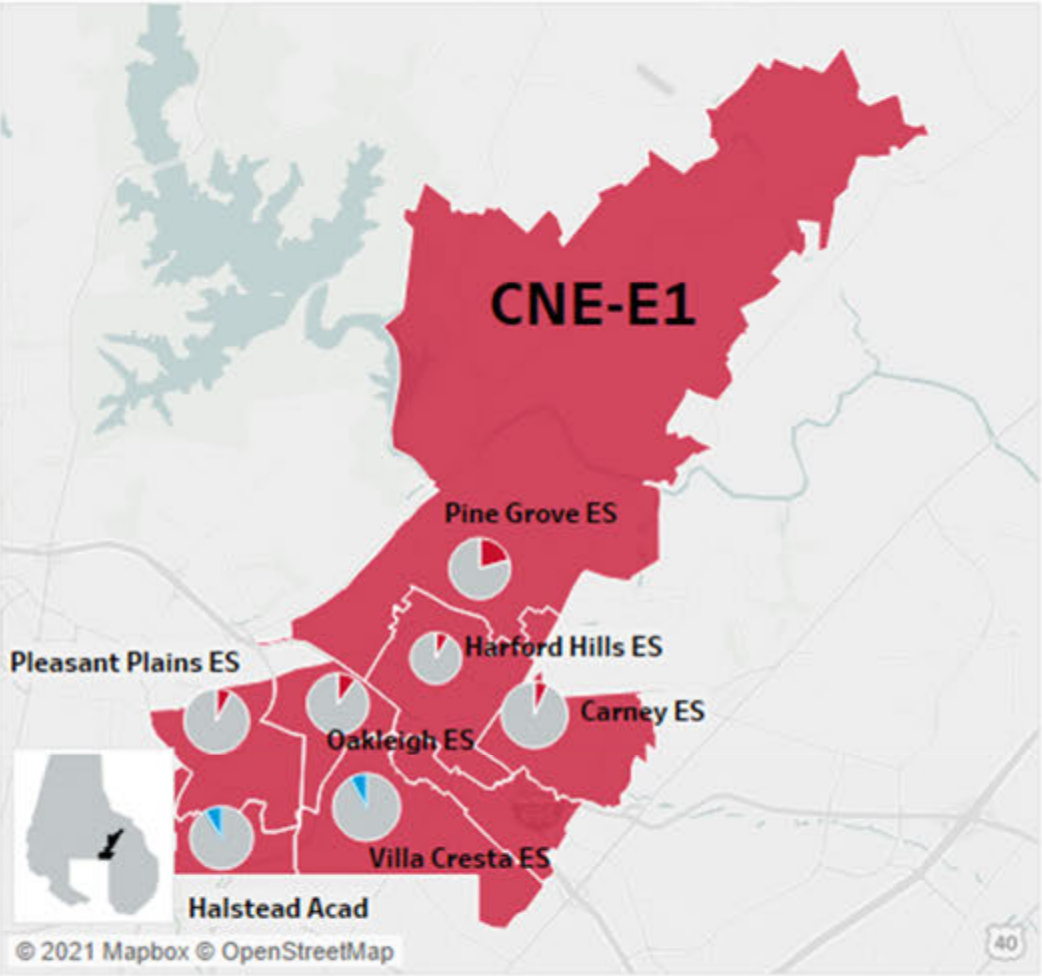 CNE-E1
Pine Grove ES
Harford Hills ES
Pleasant Plains ES
Carney ES
Oakleigh ES
Villa Cresta ES
Halstead Acad
© 2021 Mapbox © OpenStreetMap
40